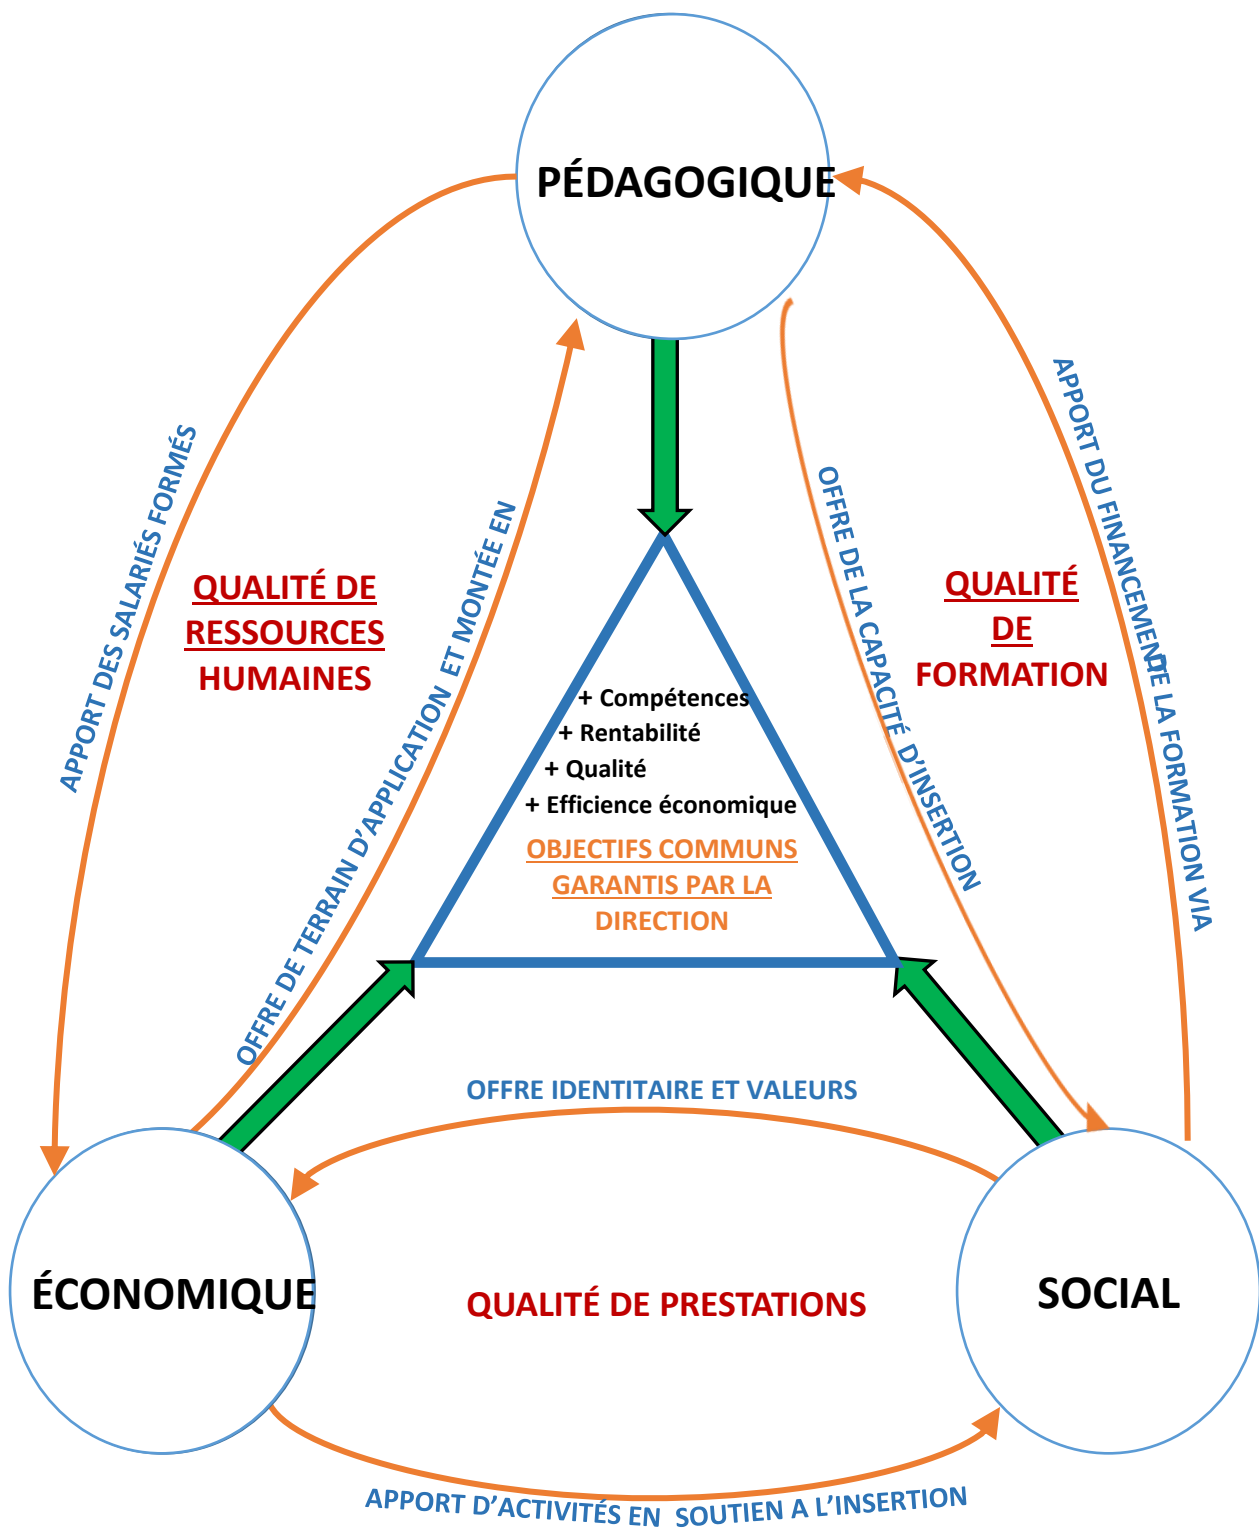 PÉDAGOGIQUE
APPORT DES SALARIÉS FORMÉS
QUALITÉ DE
RESSOURCES
HUMAINES
OFFRE DE TERRAIN D’APPLICATION ET MONTÉE EN
OFFRE DE LA CAPACITÉ D’INSERTION
QUALITÉ
DE
FORMATION
APPORT DU FINANCEMENT
DE LA FORMATION VIA
+ Compétences
+ Rentabilité
+ Qualité
+ Efficience économique
OBJECTIFS COMMUNS
GARANTIS PAR LA
DIRECTION
OFFRE IDENTITAIRE ET VALEURS
ÉCONOMIQUE
QUALITÉ DE PRESTATIONS
SOCIAL
APPORT D’ACTIVITÉS EN SOUTIEN A L’INSERTION